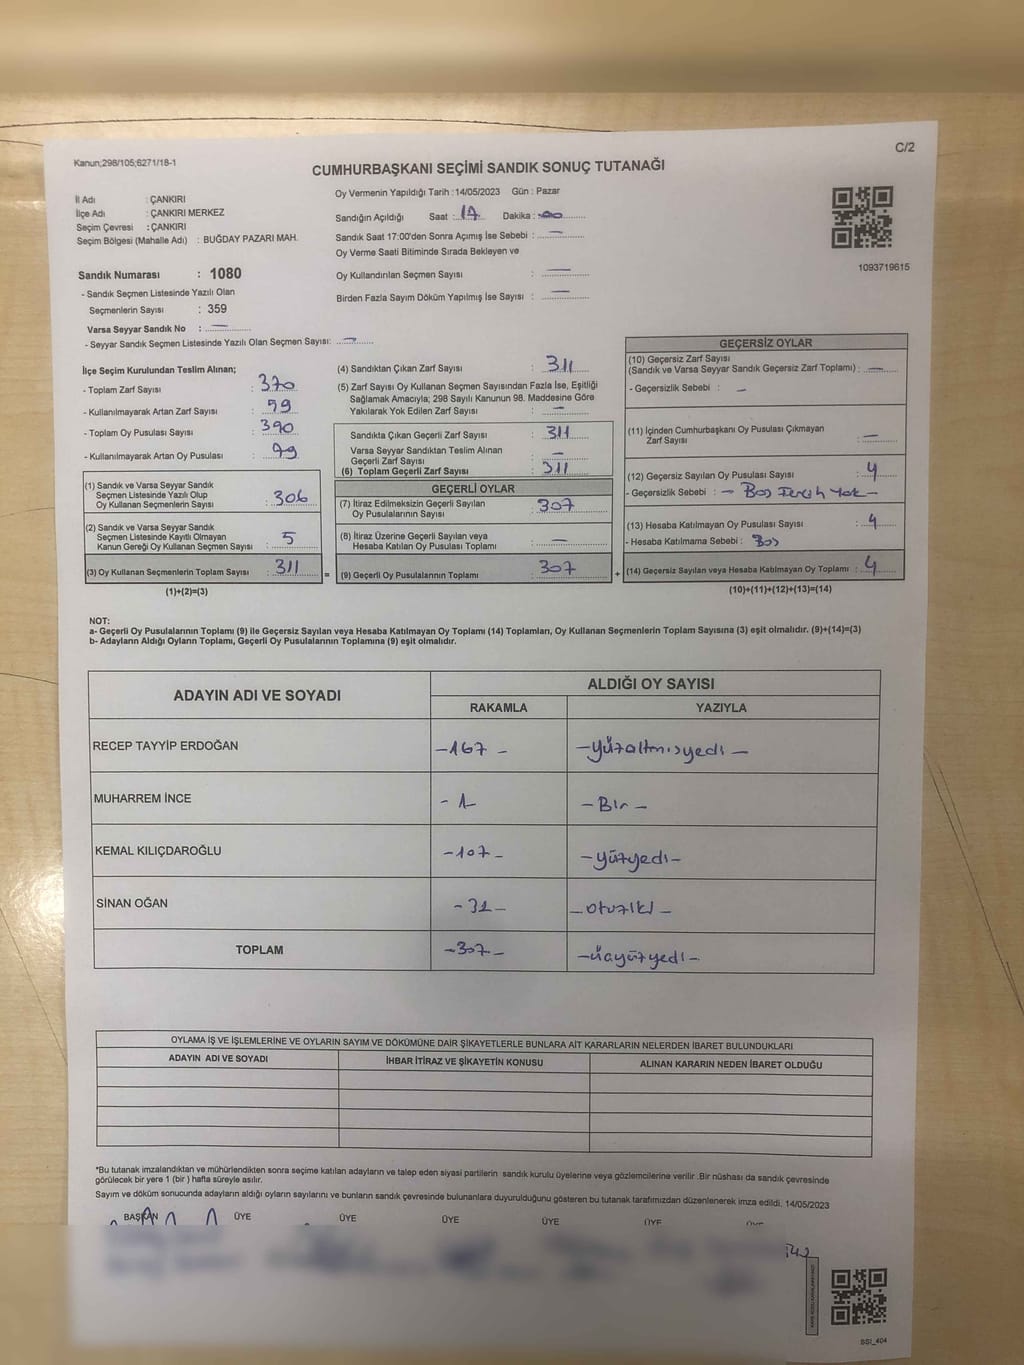 C/2
Kanun;298/105;6271/18-1
CUMHURBAŞKANI SEÇİMİ SANDIK SONUÇ TUTANAĞI
İl Adı : ÇANKIRI
İlçe Adı : ÇANKIRI MERKEZ
Seçim Çevresi : ÇANKIRI
Seçim Bölgesi (Mahalle Adı) : BUĞDAY PAZARI MAH.
Sandık Numarası : 1080
- Sandık Seçmen Listesinde Yazılı Olan
Seçmenlerin Sayısı : 359
Varsa Seyyar Sandık No : —
- Seyyar Sandık Seçmen Listesinde Yazılı Olan Seçmen Sayısı: —
Oy Vermenin Yapıldığı Tarih : 14/05/2023 Gün : Pazar
Sandığın Açıldığı Saat : 17 Dakika : 00
Sandık Saat 17:00'den Sonra Açımış İse Sebebi : —
Oy Verme Saati Bitiminde Sırada Bekleyen ve
Oy Kullandırılan Seçmen Sayısı : —
Birden Fazla Sayım Döküm Yapılmış İse Sayısı : —
1093719615
İlçe Seçim Kurulundan Teslim Alınan;
- Toplam Zarf Sayısı : 370
- Kullanılmayarak Artan Zarf Sayısı : 59
- Toplam Oy Pusulası Sayısı : 390
- Kullanılmayarak Artan Oy Pusulası : 79
(1) Sandık ve Varsa Seyyar Sandık
Seçmen Listesinde Yazılı Olup
Oy Kullanan Seçmenlerin Sayısı : 306
(2) Sandık ve Varsa Seyyar Sandık
Seçmen Listesinde Kayıtlı Olmayan
Kanun Gereği Oy Kullanan Seçmen Sayısı : 5
(3) Oy Kullanan Seçmenlerin Toplam Sayısı : 311
(1)+(2)=(3)
(4) Sandıktan Çıkan Zarf Sayısı : 311
(5) Zarf Sayısı Oy Kullanan Seçmen Sayısından Fazla İse, Eşitliği
Sağlamak Amacıyla; 298 Sayılı Kanunun 98. Maddesine Göre
Yakılarak Yok Edilen Zarf Sayısı : —
Sandıkta Çıkan Geçerli Zarf Sayısı : 311
Varsa Seyyar Sandıktan Teslim Alınan
Geçerli Zarf Sayısı : —
(6) Toplam Geçerli Zarf Sayısı : 311
GEÇERLİ OYLAR
(7) İtiraz Edilmeksizin Geçerli Sayılan
Oy Pusulalarının Sayısı : 307
(8) İtiraz Üzerine Geçerli Sayılan veya
Hesaba Katılan Oy Pusulası Toplamı : —
= (9) Geçerli Oy Pusulalarının Toplamı : 307
GEÇERSİZ OYLAR
(10) Geçersiz Zarf Sayısı
(Sandık ve Varsa Seyyar Sandık Geçersiz Zarf Toplamı) : —
- Geçersizlik Sebebi : —
(11) İçinden Cumhurbaşkanı Oy Pusulası Çıkmayan
Zarf Sayısı : —
(12) Geçersiz Sayılan Oy Pusulası Sayısı : 4
- Geçersizlik Sebebi : — Boş Tercih Yok —
(13) Hesaba Katılmayan Oy Pusulası Sayısı : 4
- Hesaba Katılmama Sebebi : Boş
+ (14) Geçersiz Sayılan veya Hesaba Katılmayan Oy Toplamı : 4
(10)+(11)+(12)+(13)=(14)
NOT:
a- Geçerli Oy Pusulalarının Toplamı (9) ile Geçersiz Sayılan veya Hesaba Katılmayan Oy Toplamı (14) Toplamları, Oy Kullanan Seçmenlerin Toplam Sayısına (3) eşit olmalıdır. (9)+(14)=(3)
b- Adayların Aldığı Oyların Toplamı, Geçerli Oy Pusulalarının Toplamına (9) eşit olmalıdır.
ADAYIN ADI VE SOYADI ALDIĞI OY SAYISI
RAKAMLA YAZIYLA
RECEP TAYYİP ERDOĞAN -167- -Yüzaltmışyedi-
MUHARREM İNCE -1- -Bir-
KEMAL KILIÇDAROĞLU -107- -yüzyedi-
SİNAN OĞAN -32- -otuziki-
TOPLAM -307- -üçyüzyedi-
OYLAMA İŞ VE İŞLEMLERİNE VE OYLARIN SAYIM VE DÖKÜMÜNE DAİR ŞİKAYETLERLE BUNLARA AİT KARARLARIN NELERDEN İBARET BULUNDUKLARI
ADAYIN ADI VE SOYADI İHBAR İTİRAZ VE ŞİKAYETİN KONUSU ALINAN KARARIN NEDEN İBARET OLDUĞU
*Bu tutanak imzalandıktan ve mühürlendikten sonra seçime katılan adayların ve talep eden siyasi partilerin sandık kurulu üyelerine veya gözlemcilerine verilir. Bir nüshası da sandık çevresinde
görülecek bir yere 1 (bir) hafta süreyle asılır.
Sayım ve döküm sonucunda adayların aldığı oyların sayılarını ve bunların sandık çevresinde bulunanlara duyurulduğunu gösteren bu tutanak tarafımızdan düzenlenerek imza edildi. 14/05/2023
BAŞKAN ÜYE ÜYE ÜYE ÜYE ÜYE
SSI_404